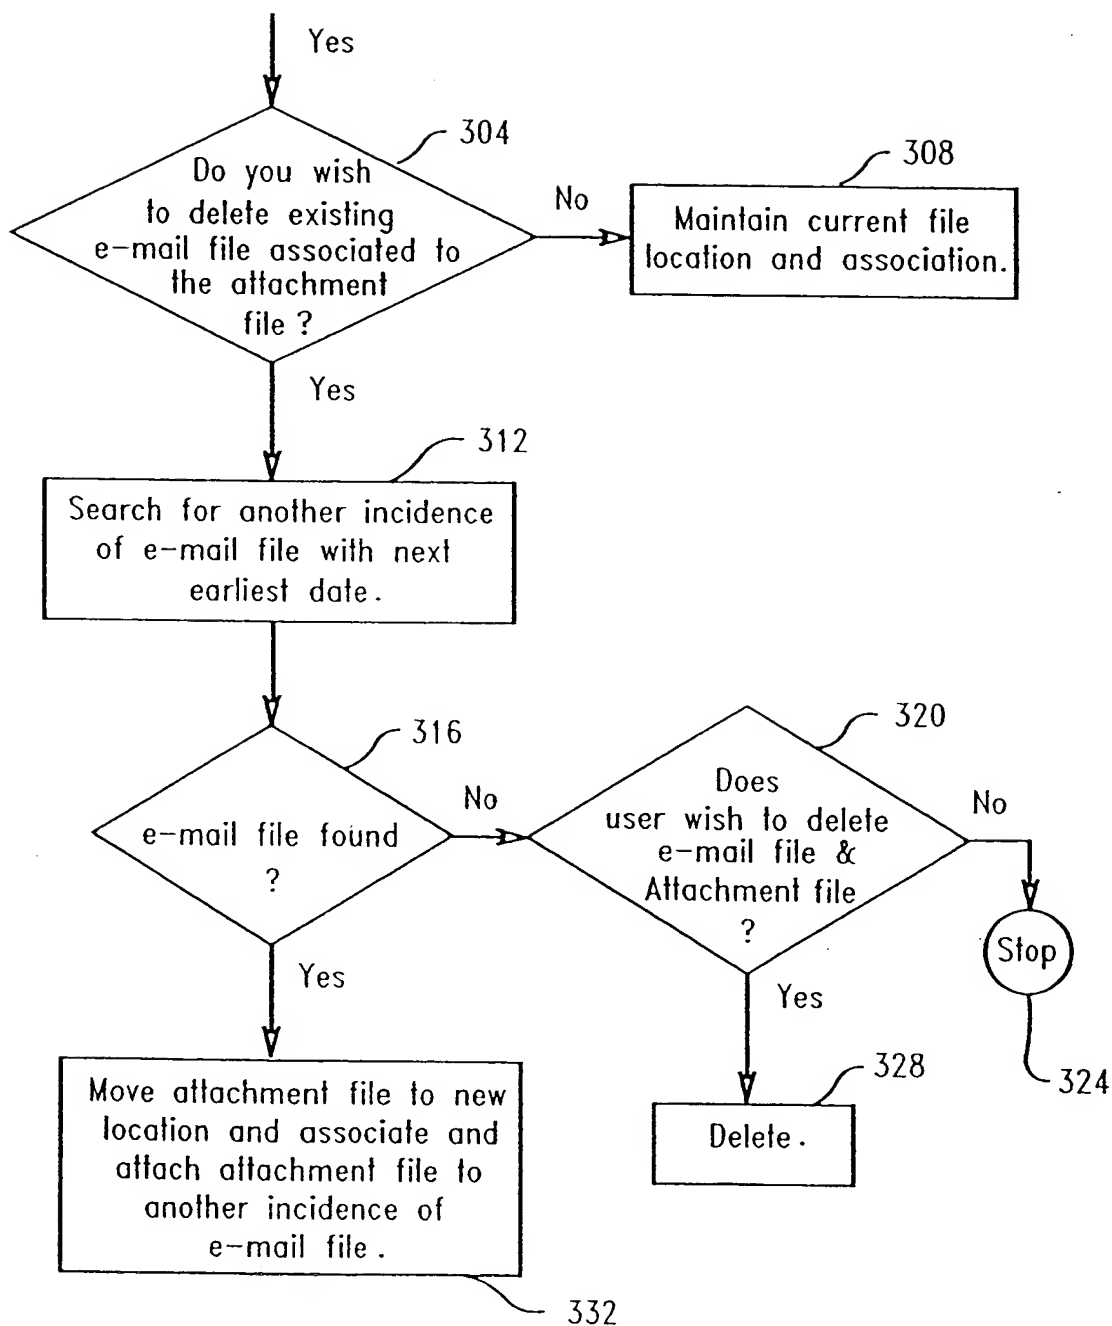 Yes
304
Do you wish
to delete existing
e-mail file associated to
the attachment
file?
No
308
Maintain current file
location and association.
Yes
312
Search for another incidence
of e-mail file with next
earliest date.
316
e-mail file found
?
No
320
Does
user wish to delete
e-mail file &
Attachment file
?
No
Stop
324
Yes
328
Delete.
Yes
Move attachment file to new
location and associate and
attach attachment file to
another incidence of
e-mail file.
332